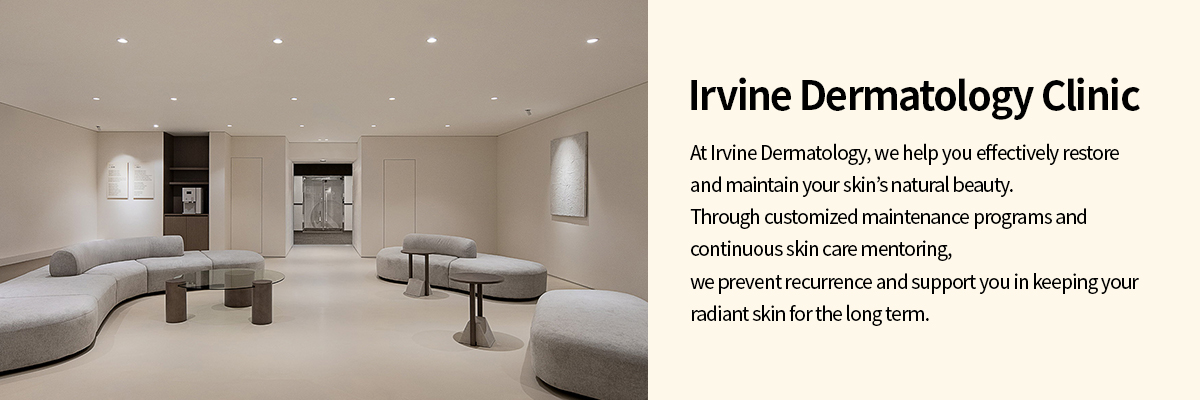 Irvine Dermatology Clinic
At Irvine Dermatology, we help you effectively restore
and maintain your skin’s natural beauty.
Through customized maintenance programs and
continuous skin care mentoring,
we prevent recurrence and support you in keeping your
radiant skin for the long term.